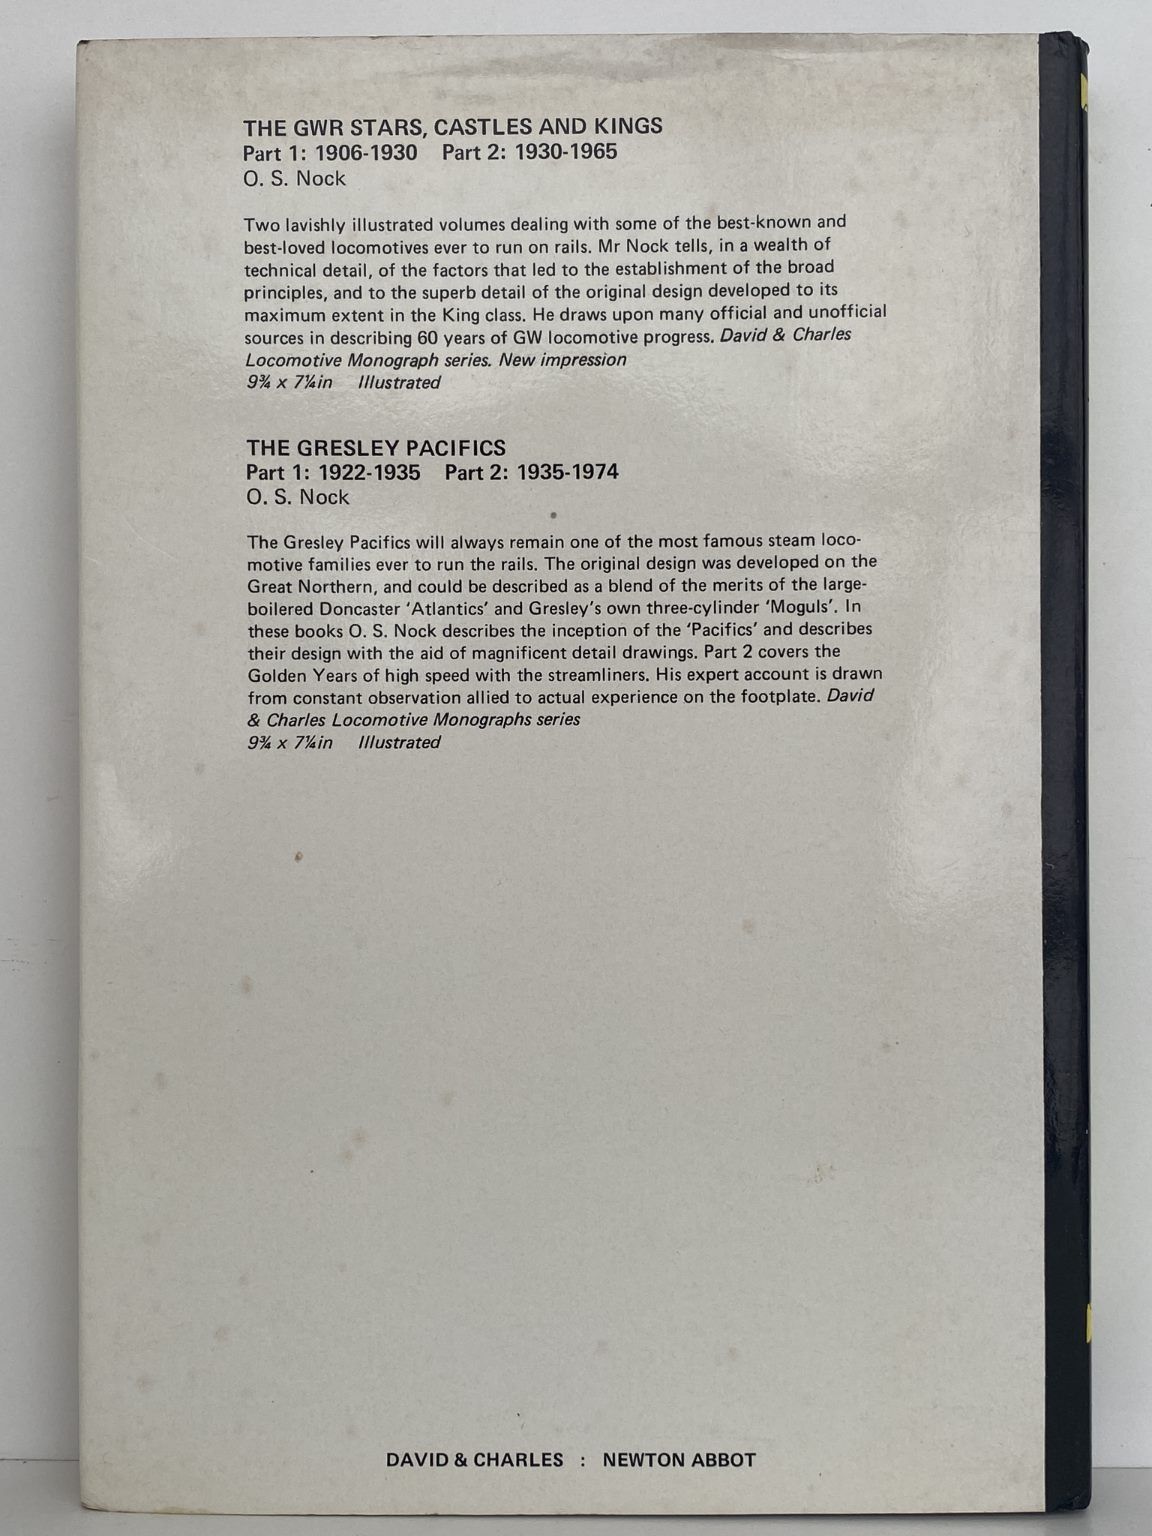 THE GWR STARS, CASTLES AND KINGS
Part 1: 1906-1930 Part 2: 1930-1965
O. S. Nock
Two lavishly illustrated volumes dealing with some of the best-known and
best-loved locomotives ever to run on rails. Mr Nock tells, in a wealth of
technical detail, of the factors that led to the establishment of the broad
principles, and to the superb detail of the original design developed to its
maximum extent in the King class. He draws upon many official and unofficial
sources in describing 60 years of GW locomotive progress. David & Charles
Locomotive Monograph series. New impression
9¾ x 7¼in Illustrated
THE GRESLEY PACIFICS
Part 1: 1922-1935 Part 2: 1935-1974
O. S. Nock
The Gresley Pacifics will always remain one of the most famous steam loco-
motive families ever to run the rails. The original design was developed on the
Great Northern, and could be described as a blend of the merits of the large-
boilered Doncaster ‘Atlantics’ and Gresley’s own three-cylinder ‘Moguls’. In
these books O. S. Nock describes the inception of the ‘Pacifics’ and describes
their design with the aid of magnificent detail drawings. Part 2 covers the
Golden Years of high speed with the streamliners. His expert account is drawn
from constant observation allied to actual experience on the footplate. David
& Charles Locomotive Monographs series
9¾ x 7¼in Illustrated
DAVID & CHARLES : NEWTON ABBOT